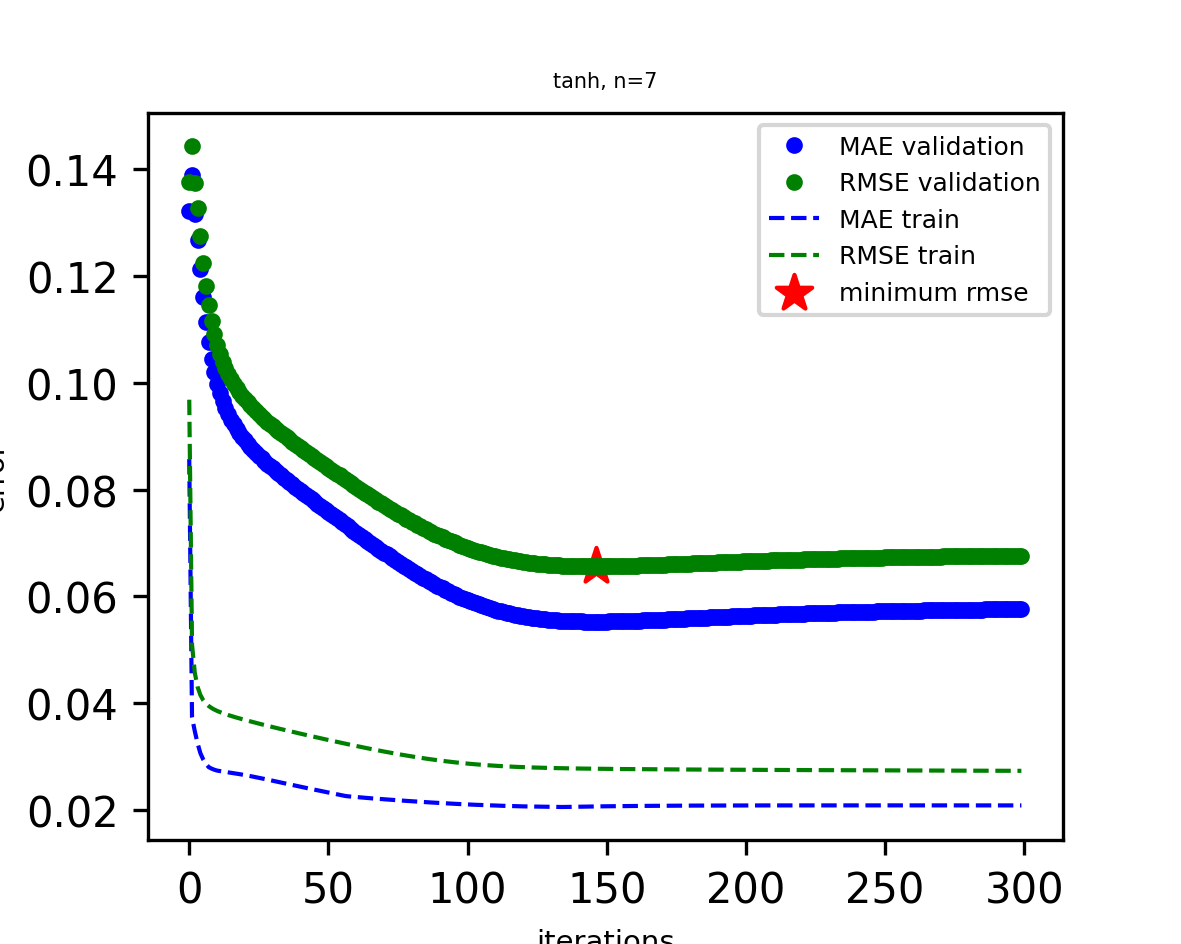 tanh, n=7
0.14
0.12
0.10
0.08
0.06
0.04
0.02
MAE validation
RMSE validation
MAE train
RMSE train
minimum rmse
0 50 100 150 200 250 300
iterations